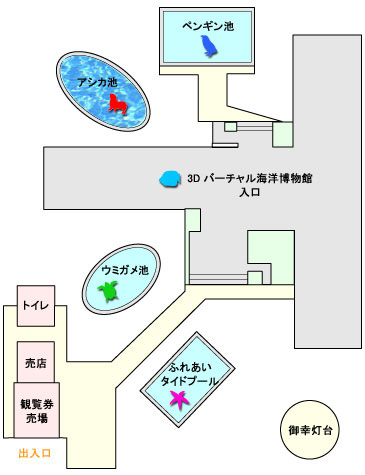 ペンギン池
アシカ池
3D バーチャル海洋博物館
入口
ウミガメ池
トイレ
売店
観覧券
売場
出入口
ふれあい
タイドプール
御幸灯台